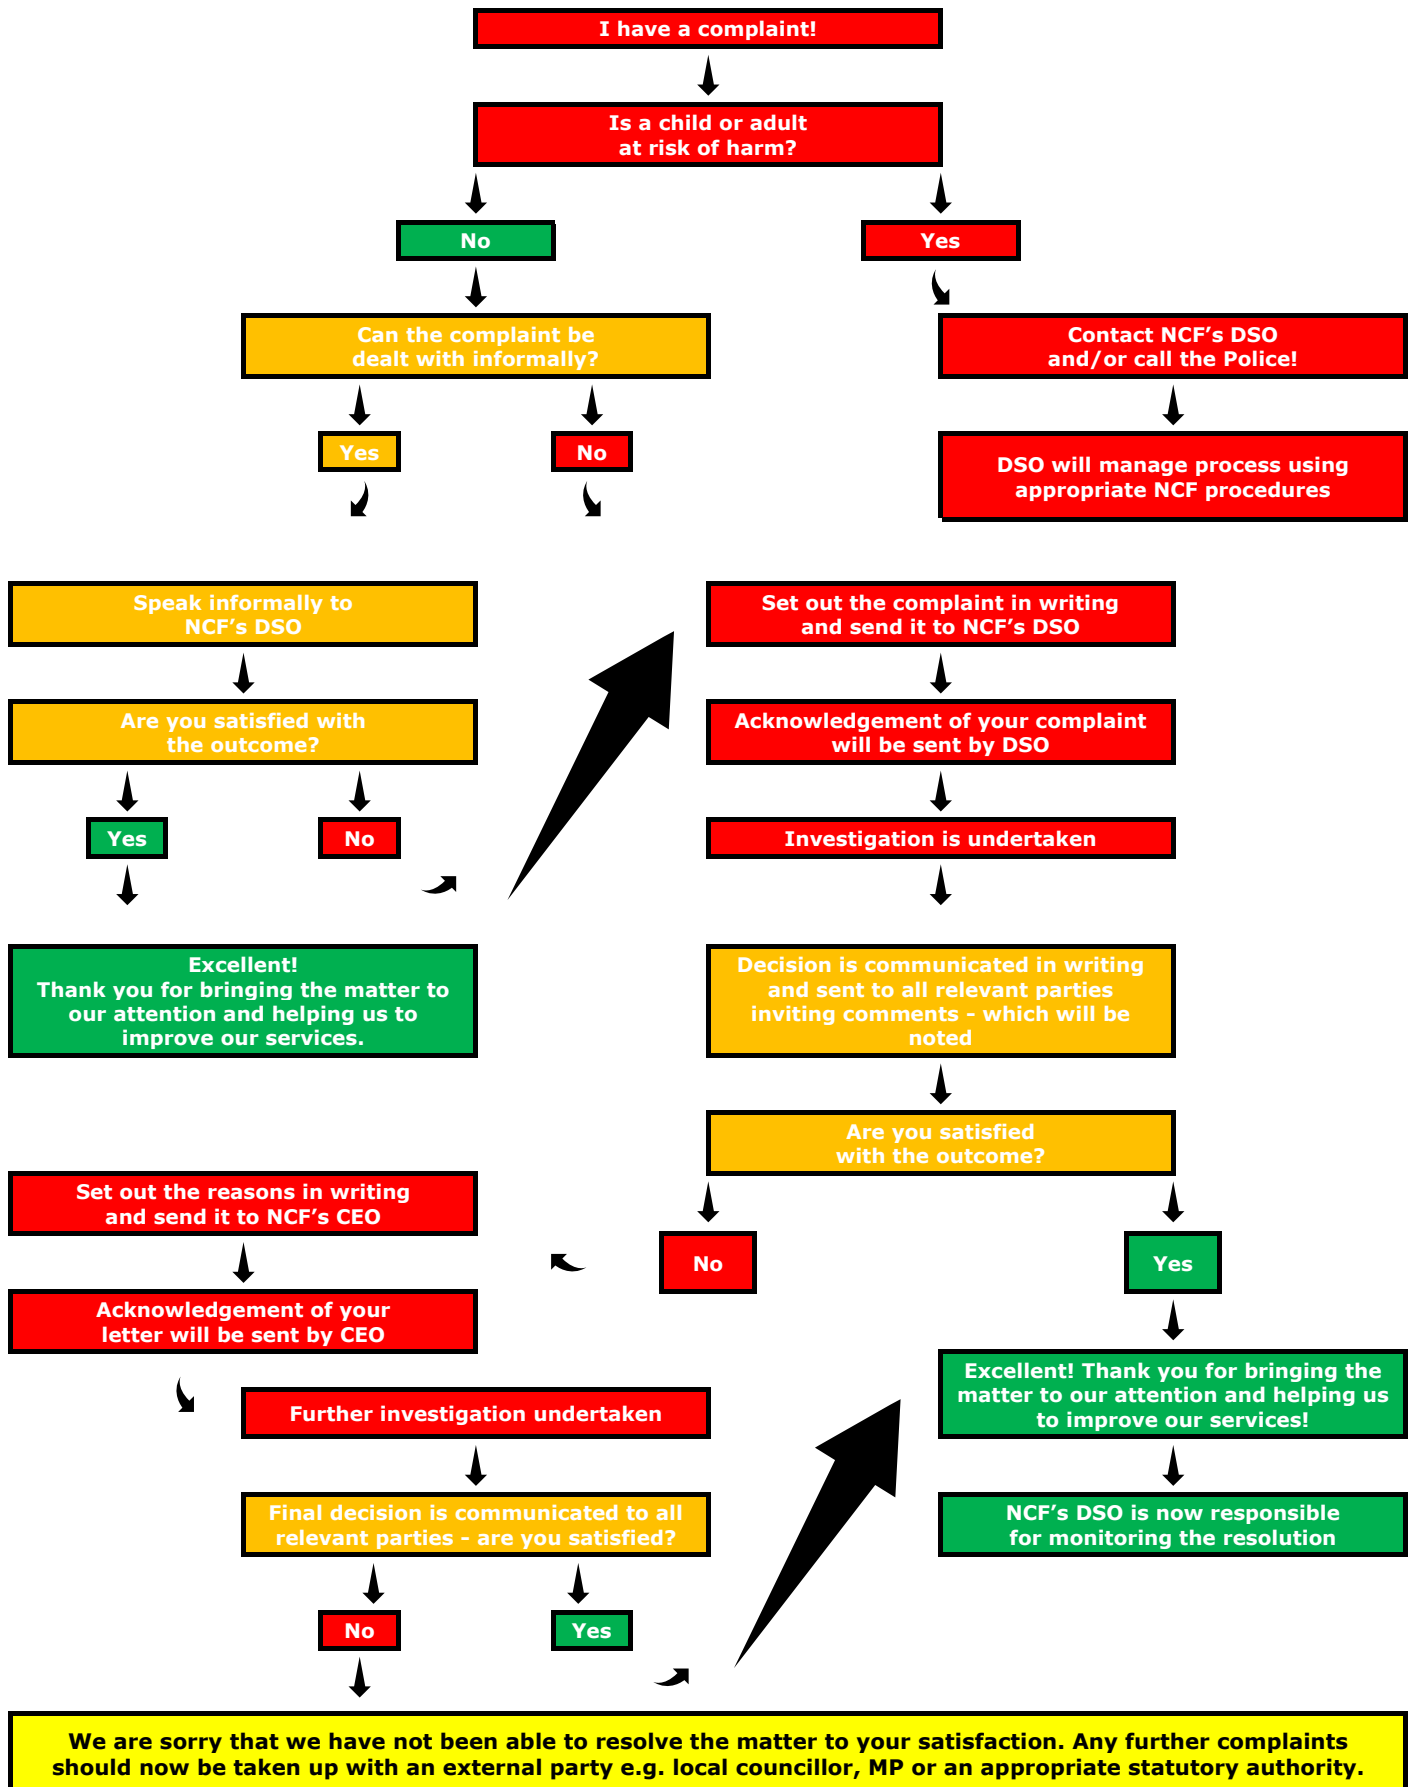 I have a complaint!
Is a child or adult
at risk of harm?
No
Yes
Can the complaint be
dealt with informally?
Contact NCF’s DSO
and/or call the Police!
Yes
No
DSO will manage process using
appropriate NCF procedures
Speak informally to
NCF’s DSO
Are you satisfied with
the outcome?
Yes
No
Excellent!
Thank you for bringing the matter to
our attention and helping us to
improve our services.
Set out the complaint in writing
and send it to NCF’s DSO
Acknowledgement of your complaint
will be sent by DSO
Investigation is undertaken
Decision is communicated in writing
and sent to all relevant parties
inviting comments – which will be
noted
Are you satisfied
with the outcome?
No
Yes
Set out the reasons in writing
and send it to NCF’s CEO
Acknowledgement of your
letter will be sent by CEO
Further investigation undertaken
Final decision is communicated to all
relevant parties – are you satisfied?
No
Yes
Excellent! Thank you for bringing the
matter to our attention and helping us
to improve our services!
NCF’s DSO is now responsible
for monitoring the resolution
We are sorry that we have not been able to resolve the matter to your satisfaction. Any further complaints
should now be taken up with an external party e.g. local councillor, MP or an appropriate statutory authority.